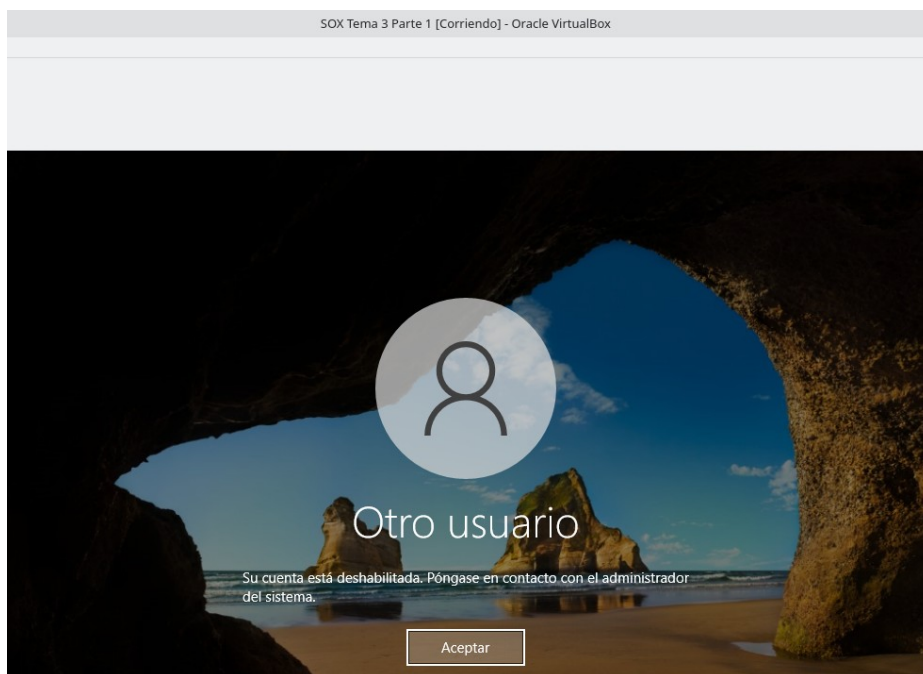 SOX Tema 3 Parte 1 [Corriendo] - Oracle VirtualBox
Otro usuario
Su cuenta está deshabilitada. Póngase en contacto con el administrador
del sistema.
Aceptar